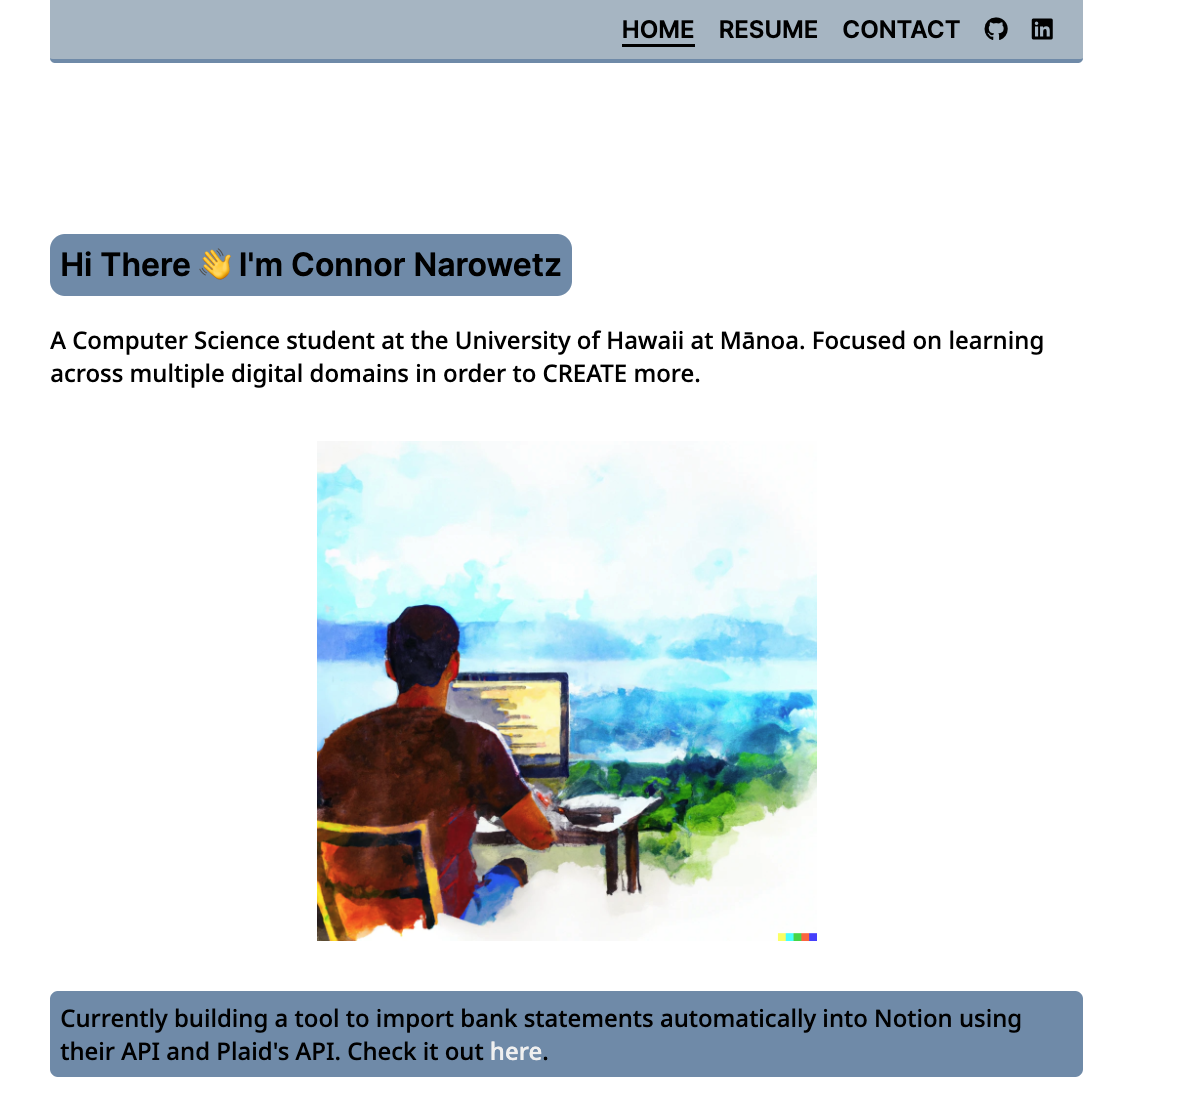 HOME RESUME CONTACT
Hi There 👋 I'm Connor Narowetz
A Computer Science student at the University of Hawaii at Mānoa. Focused on learning
across multiple digital domains in order to CREATE more.
Currently building a tool to import bank statements automatically into Notion using
their API and Plaid's API. Check it out here.